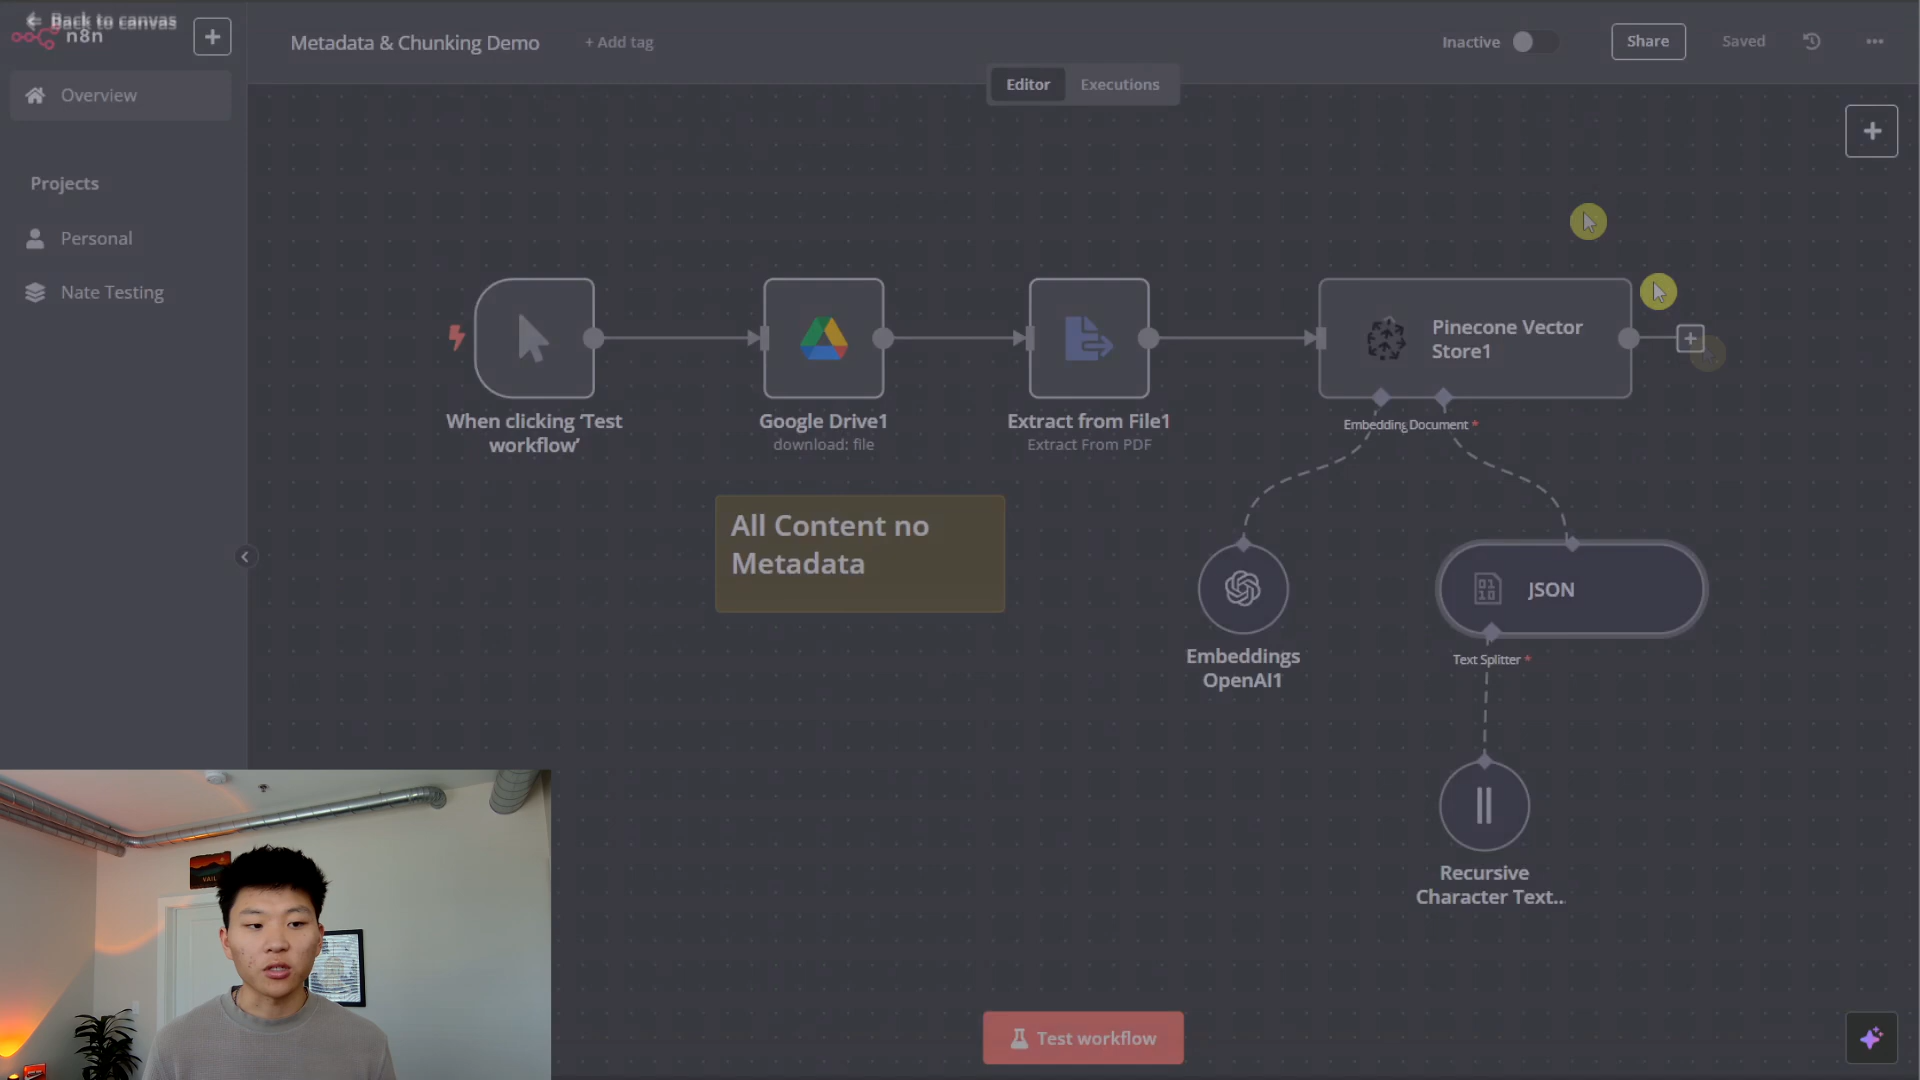 Back to canvas
n8n
Metadata & Chunking Demo
+ Add tag
Inactive
Share
Saved
Editor
Executions
Overview
Projects
Personal
Nate Testing
Pinecone Vector
Store1
When clicking ‘Test
workflow’
Google Drive1
download: file
Extract from File1
Extract From PDF
Embedding
Document *
All Content no
Metadata
JSON
Embeddings
OpenAI1
Text Splitter *
Recursive
Character Text...
VAIL
Test workflow